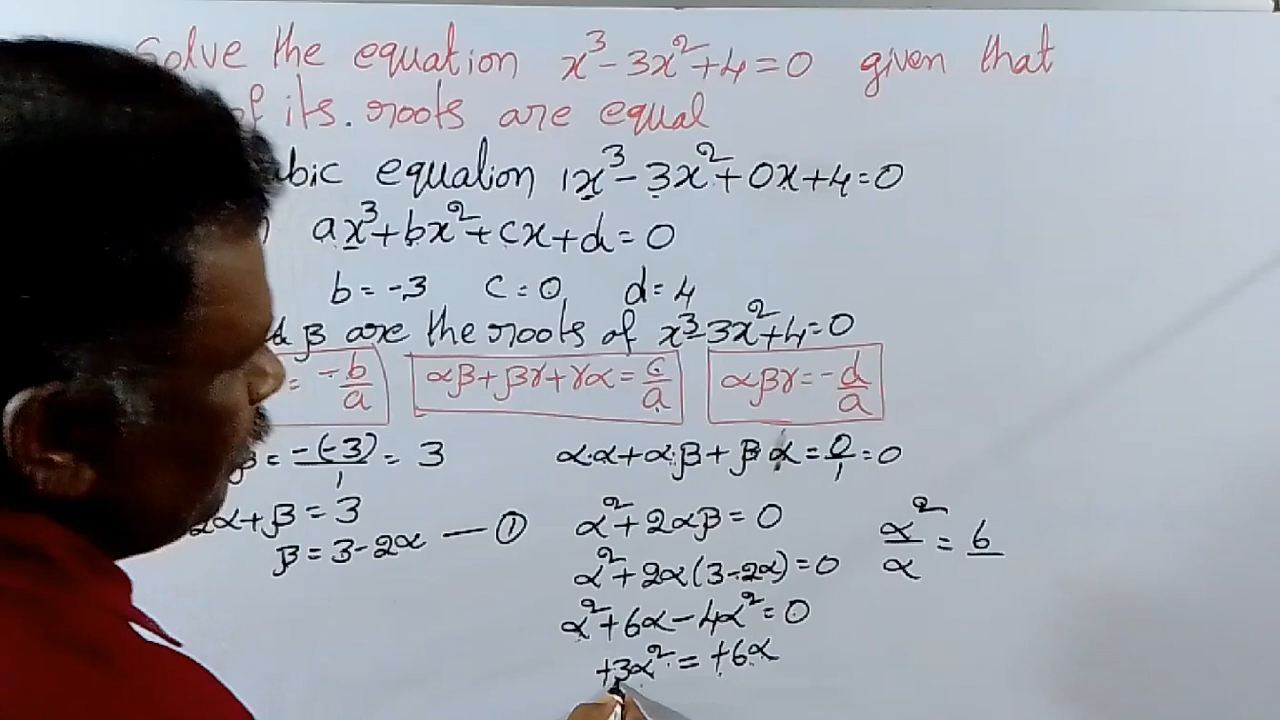 Solve the equation x³-3x²+4=0 given that
of its. roots are equal
bic equation 1x³-3x²+0x+4=0
ax³+bx²+cx+d=0
b=-3 c=0 d=4
β are the roots of x³-3x²+4=0
= -b/a αβ+βγ+γα=c/a αβγ=-d/a
β=-(-3)/1=3 α.α+α.β+βα=0/1=0
2α+β=3 α²+2αβ=0 α²/α=6
β=3-2α — ① α²+2α(3-2α)=0
α²+6α-4α²=0
+3α²=+6α